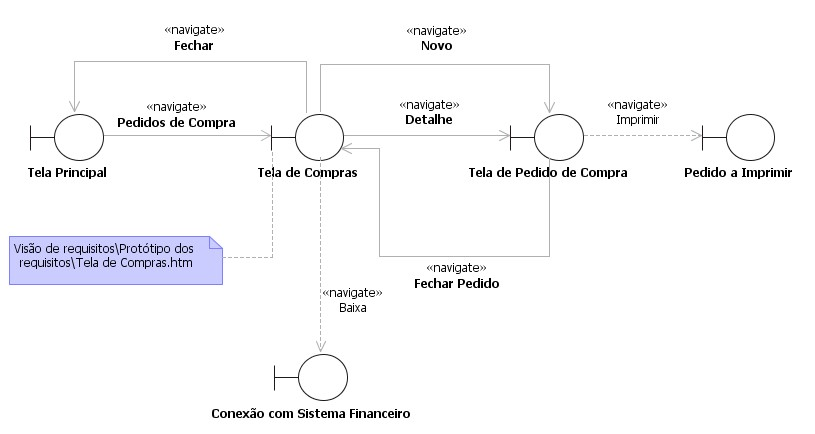 «navigate»
Fechar
«navigate»
Novo
«navigate»
Pedidos de Compra
«navigate»
Detalhe
«navigate»
Imprimir
Tela Principal
Tela de Compras
Tela de Pedido de Compra
Pedido a Imprimir
Visão de requisitos\Protótipo dos
requisitos\Tela de Compras.htm
«navigate»
Fechar Pedido
«navigate»
Baixa
Conexão com Sistema Financeiro